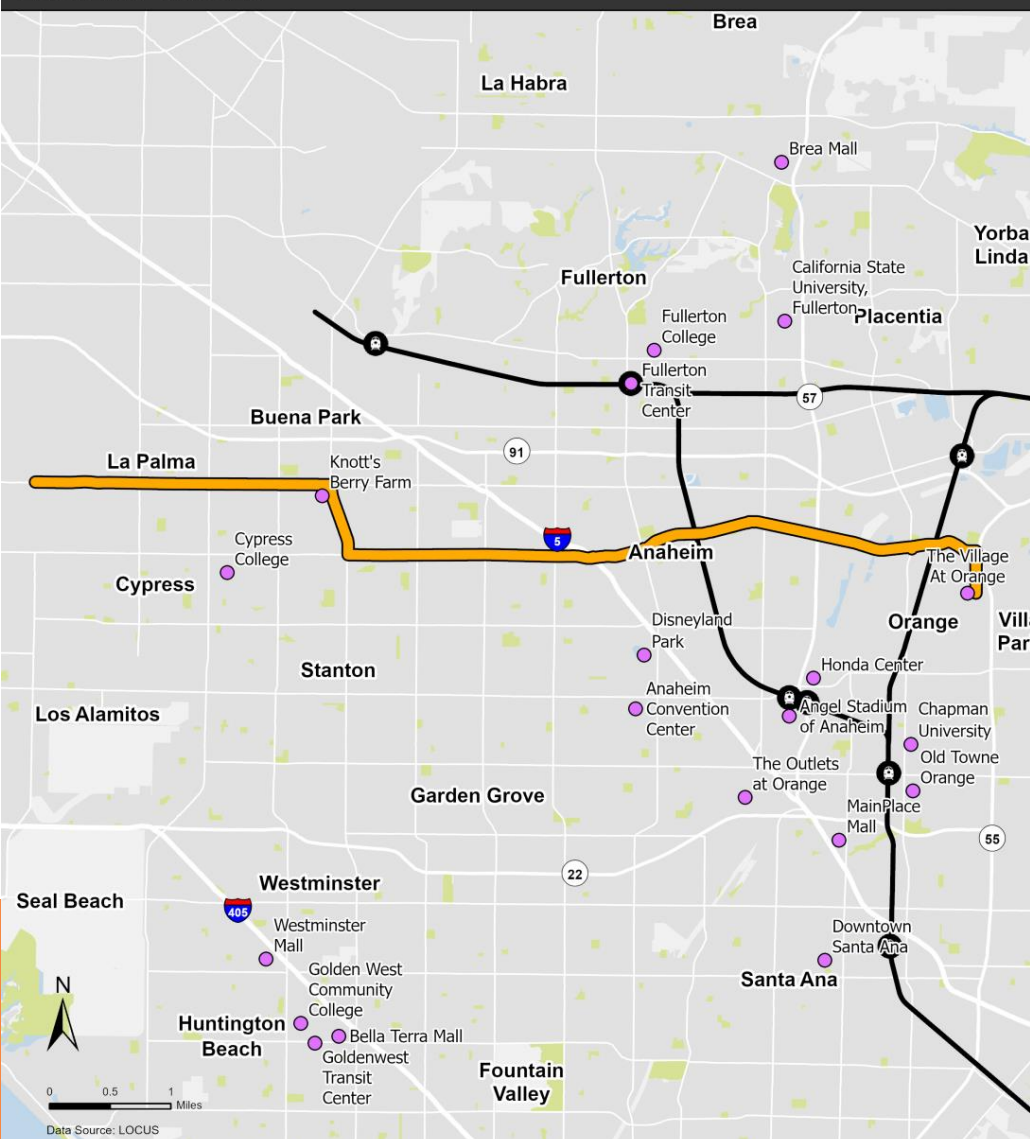 Brea
La Habra
Brea Mall
Yorba
Linda
California State
University,
Fullerton
Fullerton
Placentia
Fullerton
College
Fullerton
Transit
Center
57
Buena Park
91
La Palma
Knott's
Berry Farm
5
Anaheim
Cypress
College
Cypress
The Village
At Orange
Orange
Villa
Par
Disneyland
Park
Stanton
Honda Center
Anaheim
Convention
Center
Angel Stadium
of Anaheim
Los Alamitos
Chapman
University
Old Towne
Orange
The Outlets
at Orange
Garden Grove
MainPlace
Mall
55
22
Westminster
Seal Beach
405
Westminster
Mall
Downtown
Santa Ana
Santa Ana
Golden West
Community
College
N
Huntington
Beach
Bella Terra Mall
Goldenwest
Transit
Center
Fountain
Valley
0 0.5 1
Miles
Data Source: LOCUS